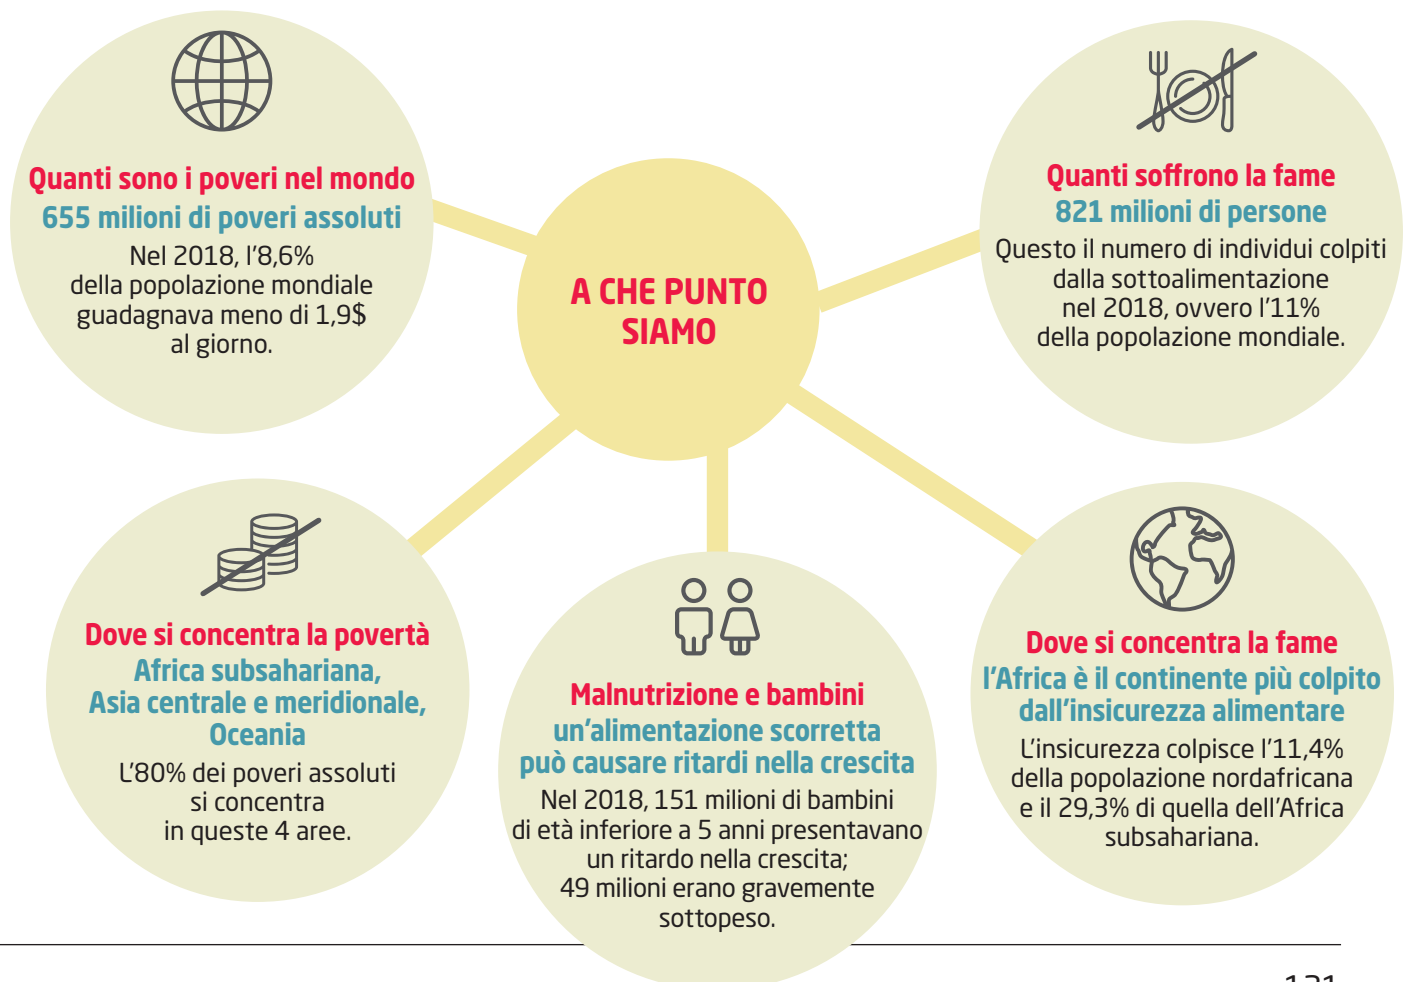 Quanti sono i poveri nel mondo
655 milioni di poveri assoluti
Nel 2018, l'8,6%
della popolazione mondiale
guadagnava meno di 1,9$
al giorno.
A CHE PUNTO
SIAMO
Quanti soffrono la fame
821 milioni di persone
Questo il numero di individui colpiti
dalla sottoalimentazione
nel 2018, ovvero l'11%
della popolazione mondiale.
Dove si concentra la povertà
Africa subsahariana,
Asia centrale e meridionale,
Oceania
L'80% dei poveri assoluti
si concentra
in queste 4 aree.
Malnutrizione e bambini
un'alimentazione scorretta
può causare ritardi nella crescita
Nel 2018, 151 milioni di bambini
di età inferiore a 5 anni presentavano
un ritardo nella crescita;
49 milioni erano gravemente
sottopeso.
Dove si concentra la fame
l'Africa è il continente più colpito
dall'insicurezza alimentare
L'insicurezza colpisce l'11,4%
della popolazione nordafricana
e il 29,3% di quella dell'Africa
subsahariana.